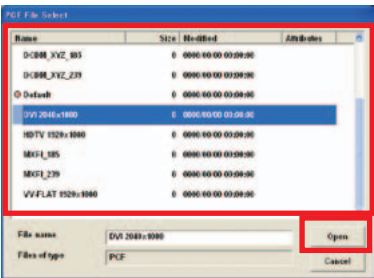 PCF File Select
Name Size Modified Attributes
DCDM_XYZ_185 0 0000/00/00 00:00:00
DCDM_XYZ_239 0 0000/00/00 00:00:00
Default 0 0000/00/00 00:00:00
DVI 2048x1080 0 0000/00/00 00:00:00
HDTV 1920x1080 0 0000/00/00 00:00:00
MXFI_185 0 0000/00/00 00:00:00
MXFI_239 0 0000/00/00 00:00:00
VV-FLAT 1920x1080 0 0000/00/00 00:00:00
File name DVI 2048x1080 Open
Files of type PCF Cancel